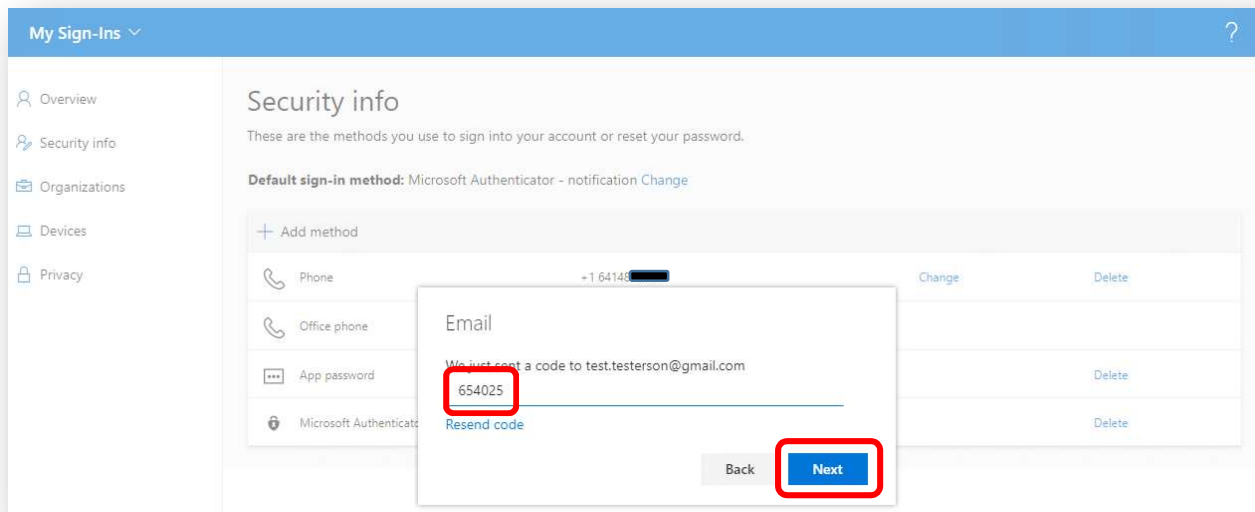 My Sign-Ins
?
Overview
Security info
Organizations
Devices
Privacy
Security info
These are the methods you use to sign into your account or reset your password.
Default sign-in method: Microsoft Authenticator - notification Change
+ Add method
Phone +1 64148 Change Delete
Office phone
App password Delete
Microsoft Authenticato Delete
Email
We just sent a code to test.testerson@gmail.com
654025
Resend code
Back Next